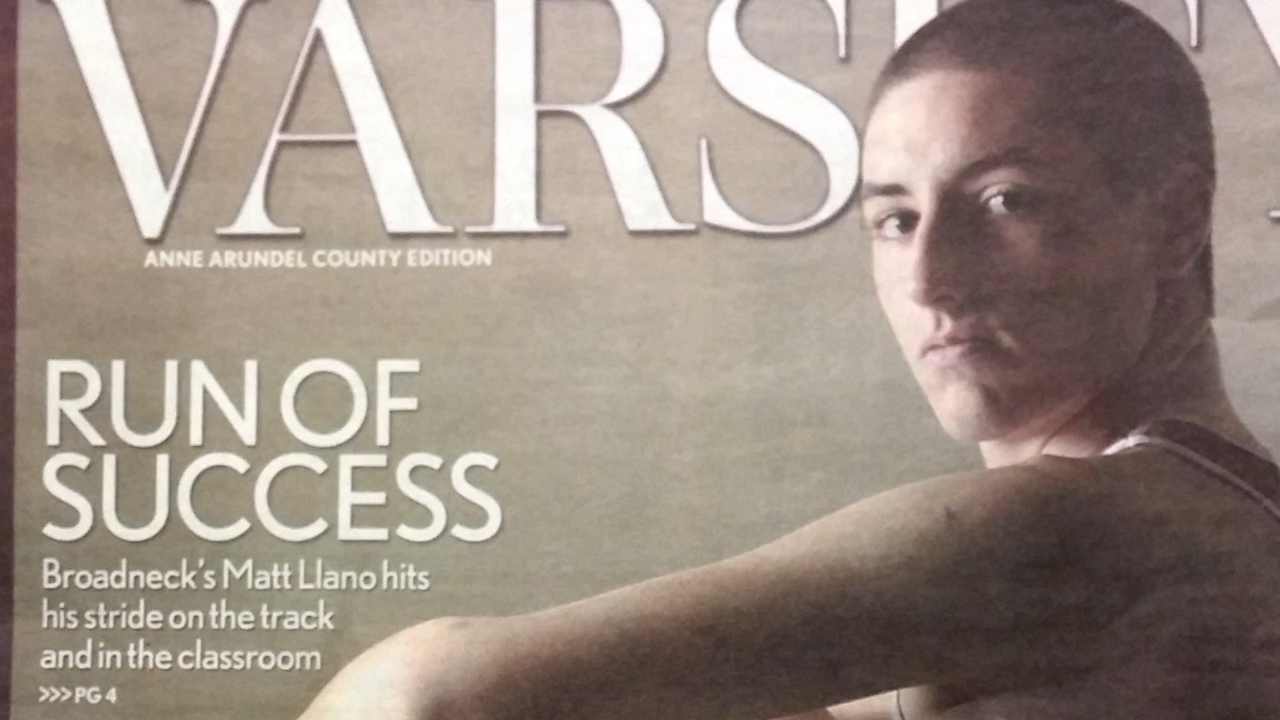 VARSITY
ANNE ARUNDEL COUNTY EDITION
RUN OF
SUCCESS
Broadneck's Matt Llano hits
his stride on the track
and in the classroom
>>> PG 4